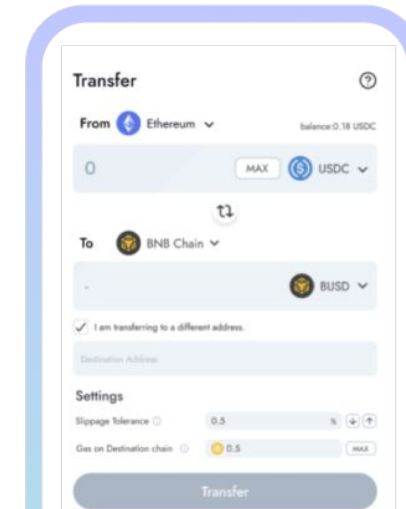 Transfer
From Ethereum balance:0.18 USDC
0 MAX USDC
To BNB Chain
- BUSD
I am transferring to a different address.
Destination Address
Settings
Slippage Tolerance 0.5 %
Gas on Destination chain 0.5 MAX
Transfer